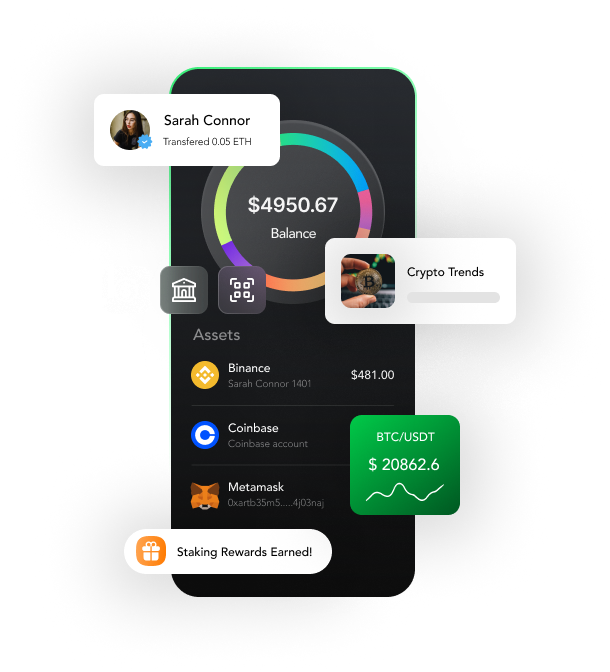 Sarah Connor
Transfered 0.05 ETH
$4950.67
Balance
Crypto Trends
Assets
Binance
Sarah Connor 1401
$481.00
Coinbase
Coinbase account
BTC/USDT
$ 20862.6
Metamask
0xartb35m5.....4j03naj
Staking Rewards Earned!